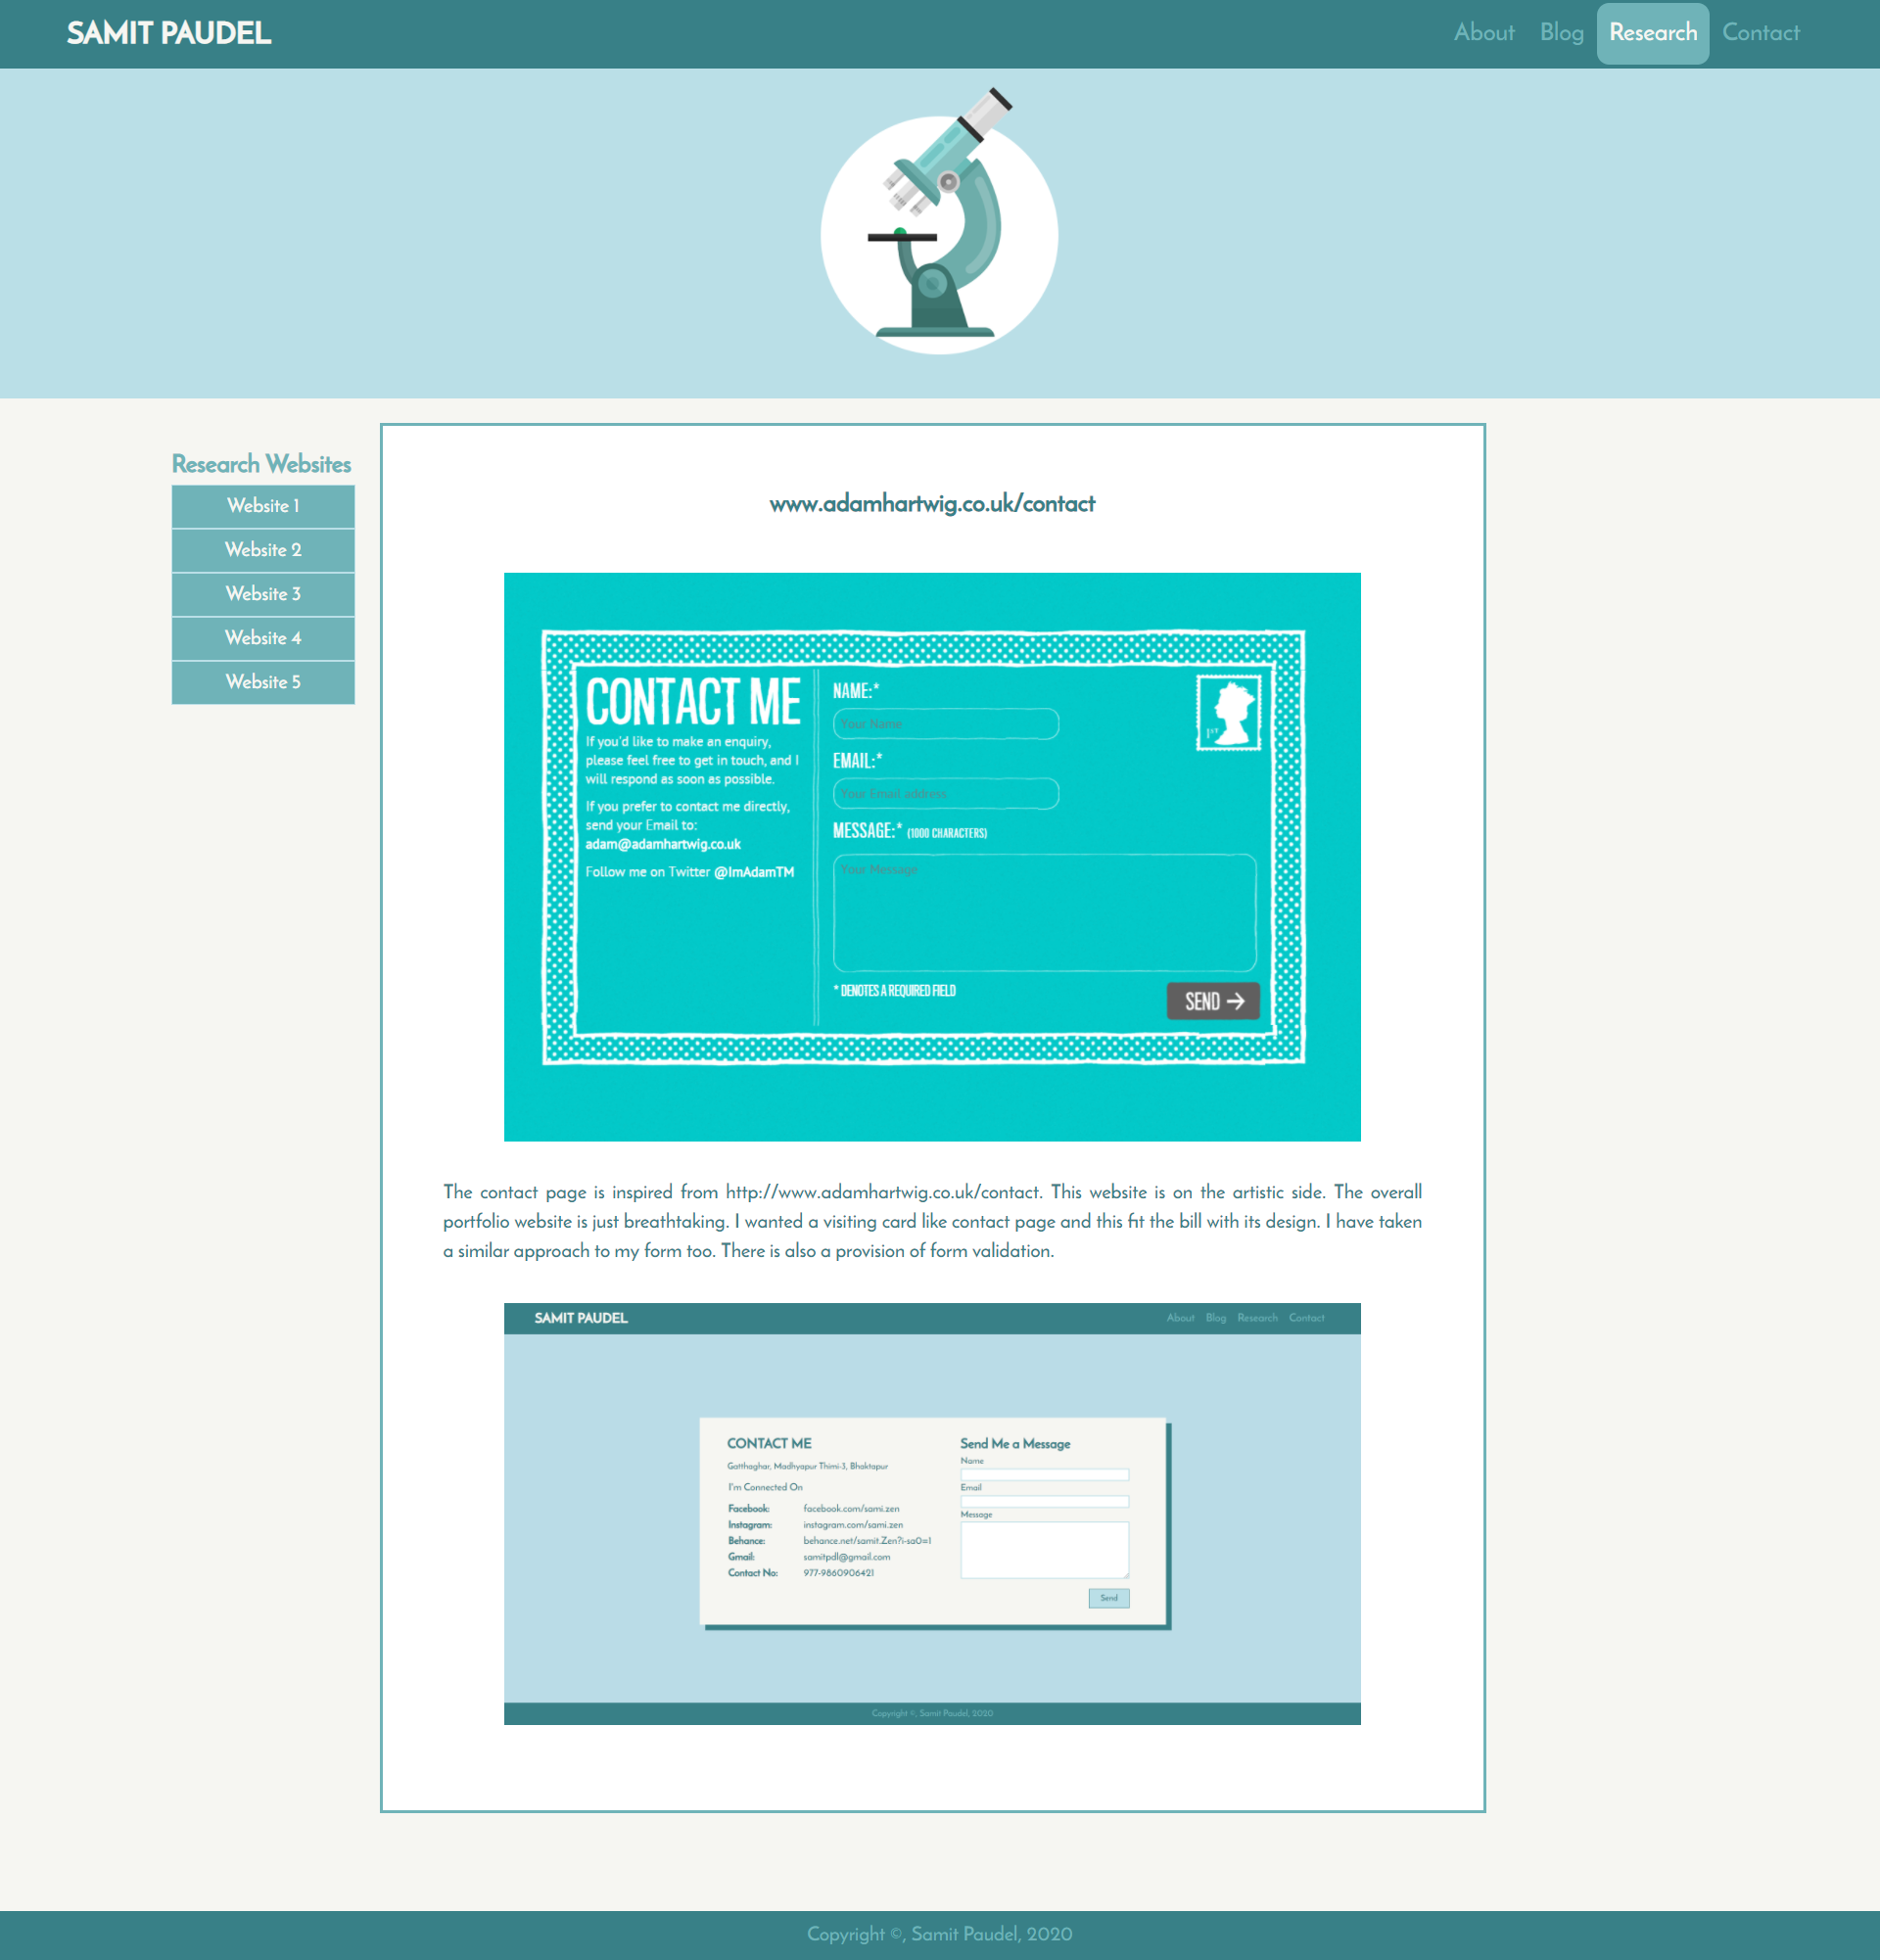 SAMIT PAUDEL
About Blog Research Contact
Research Websites
Website 1
Website 2
Website 3
Website 4
Website 5
www.adamhartwig.co.uk/contact
CONTACT ME
If you'd like to make an enquiry,
please feel free to get in touch, and I
will respond as soon as possible.
If you prefer to contact me directly,
send your Email to:
adam@adamhartwig.co.uk
Follow me on Twitter @ImAdamTM
NAME:*
Your Name
EMAIL:*
Your Email address
MESSAGE:* (1000 CHARACTERS)
Your Message
* DENOTES A REQUIRED FIELD
1ST
SEND →
The contact page is inspired from http://www.adamhartwig.co.uk/contact. This website is on the artistic side. The overall
portfolio website is just breathtaking. I wanted a visiting card like contact page and this fit the bill with its design. I have taken
a similar approach to my form too. There is also a provision of form validation.
SAMIT PAUDEL
About Blog Research Contact
CONTACT ME
Gatthaghar, Madhyapur Thimi-3, Bhaktapur
I'm Connected On
Facebook: facebook.com/sami.zen
Instagram: instagram.com/sami.zen
Behance: behance.net/samit.Zen?i-sa0=1
Gmail: samitpdl@gmail.com
Contact No: 977-9860906421
Send Me a Message
Name
Email
Message
Send
Copyright ©, Samit Paudel, 2020
Copyright ©, Samit Paudel, 2020